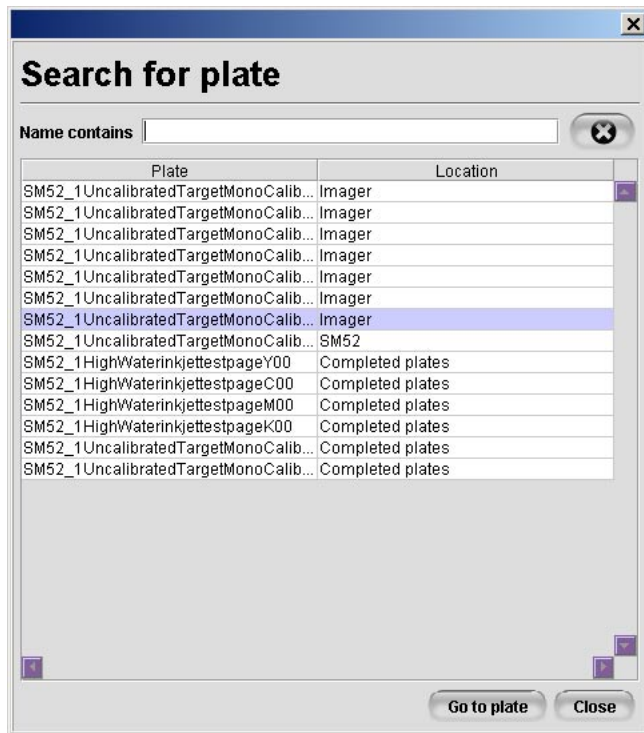 Search for plate
Name contains
Plate Location
SM52_1UncalibratedTargetMonoCalib... Imager
SM52_1UncalibratedTargetMonoCalib... Imager
SM52_1UncalibratedTargetMonoCalib... Imager
SM52_1UncalibratedTargetMonoCalib... Imager
SM52_1UncalibratedTargetMonoCalib... Imager
SM52_1UncalibratedTargetMonoCalib... Imager
SM52_1UncalibratedTargetMonoCalib... Imager
SM52_1UncalibratedTargetMonoCalib... SM52
SM52_1HighWaterinkjettestpageY00 Completed plates
SM52_1HighWaterinkjettestpageC00 Completed plates
SM52_1HighWaterinkjettestpageM00 Completed plates
SM52_1HighWaterinkjettestpageK00 Completed plates
SM52_1UncalibratedTargetMonoCalib... Completed plates
SM52_1UncalibratedTargetMonoCalib... Completed plates
Go to plate Close